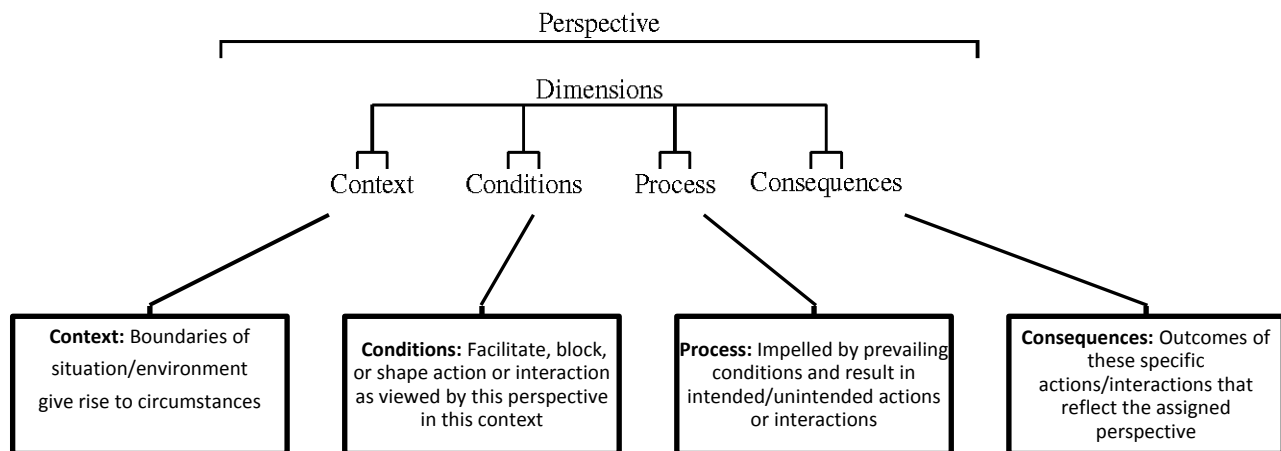 Perspective
Dimensions
Context Conditions Process Consequences
Context: Boundaries of
situation/environment
give rise to circumstances
Conditions: Facilitate, block,
or shape action or interaction
as viewed by this perspective
in this context
Process: Impelled by prevailing
conditions and result in
intended/unintended actions
or interactions
Consequences: Outcomes of
these specific
actions/interactions that
reflect the assigned
perspective